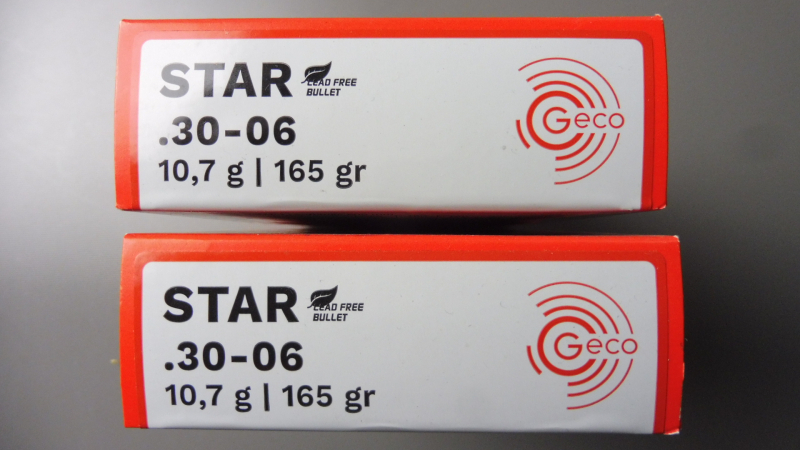 STAR LEAD FREE
BULLET
.30-06
10,7 g | 165 gr
Geco
STAR LEAD FREE
BULLET
.30-06
10,7 g | 165 gr
Geco